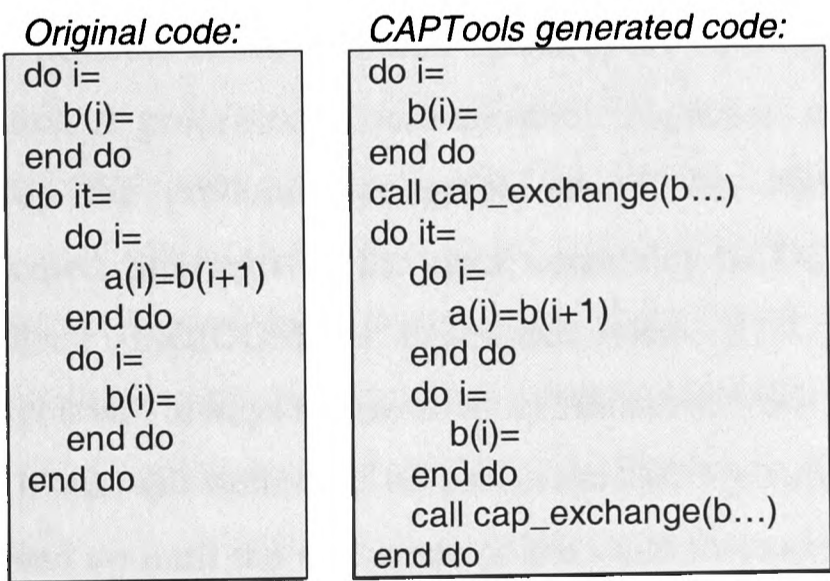 Original code:
do i=
b(i)=
end do
do it=
do i=
a(i)=b(i+1)
end do
do i=
b(i)=
end do
end do
CAPTools generated code:
do i=
b(i)=
end do
call cap_exchange(b...)
do it=
do i=
a(i)=b(i+1)
end do
do i=
b(i)=
end do
call cap_exchange(b...)
end do